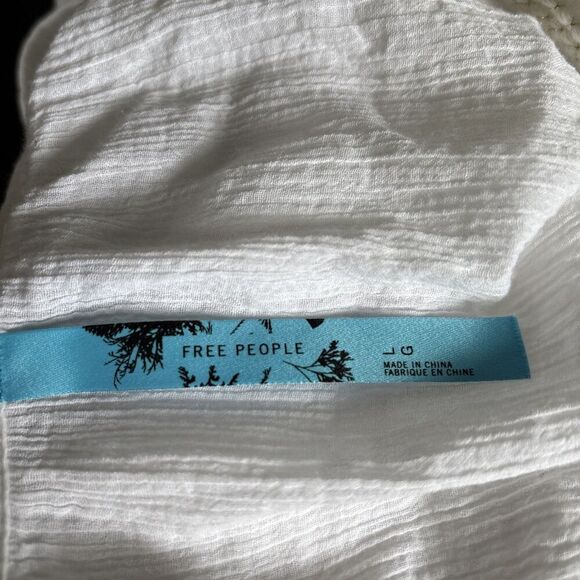 FREE PEOPLE
L
G
MADE IN CHINA
FABRIQUE EN CHINE